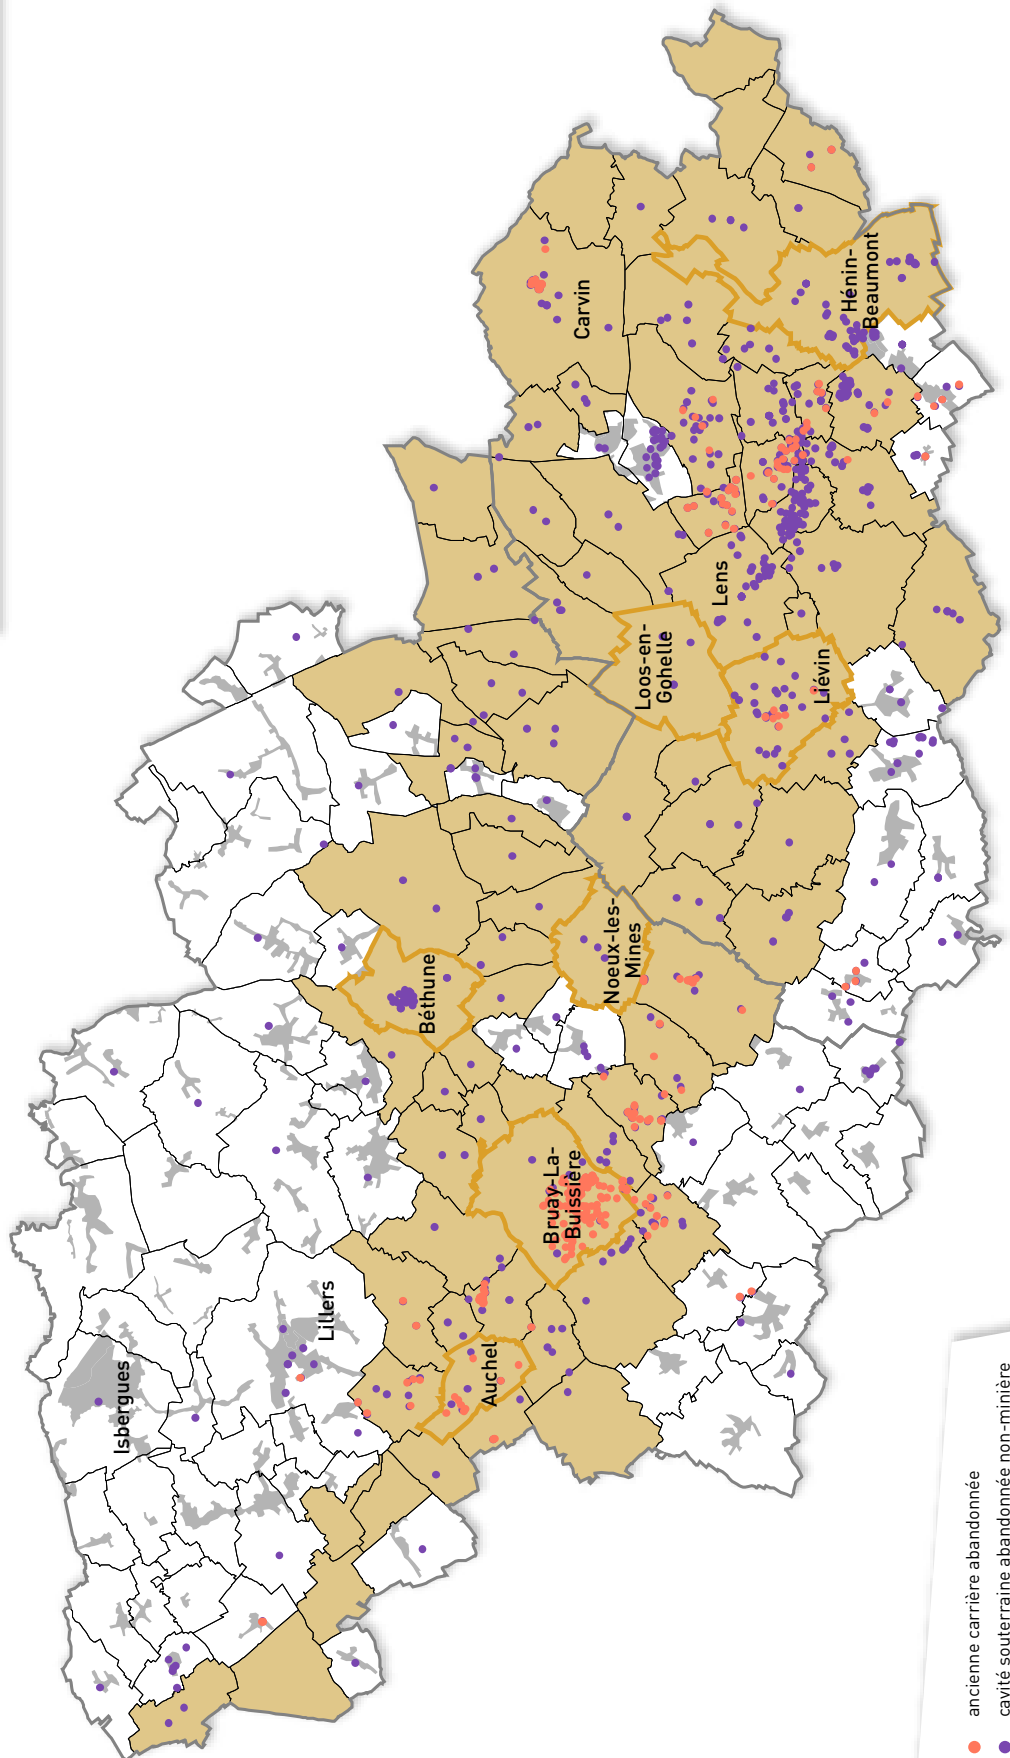 Isbergues
Lillers
Auchel
Bruay-La-
Buissière
Béthune
Noeux-les-
Mines
Loos-en-
Gohelle
Liévin
Lens
Carvin
Hénin-
Beaumont
ancienne carrière abandonnée
cavité souterraine abandonnée non-minière